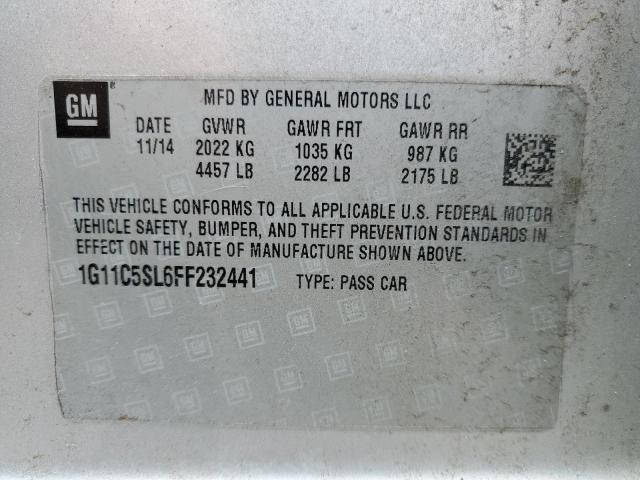 GM ®
MFD BY GENERAL MOTORS LLC
DATE GVWR GAWR FRT GAWR RR
11/14 2022 KG 1035 KG 987 KG
4457 LB 2282 LB 2175 LB
THIS VEHICLE CONFORMS TO ALL APPLICABLE U.S. FEDERAL MOTOR
VEHICLE SAFETY, BUMPER, AND THEFT PREVENTION STANDARDS IN
EFFECT ON THE DATE OF MANUFACTURE SHOWN ABOVE.
1G11C5SL6FF232441 TYPE: PASS CAR